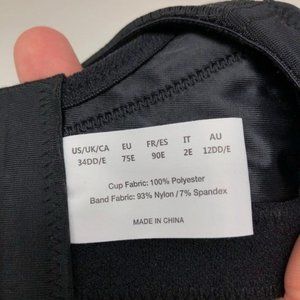 US/UK/CA EU FR/ES IT AU
34DD/E 75E 90E 2E 12DD/E
Cup Fabric: 100% Polyester
Band Fabric: 93% Nylon / 7% Spandex
MADE IN CHINA